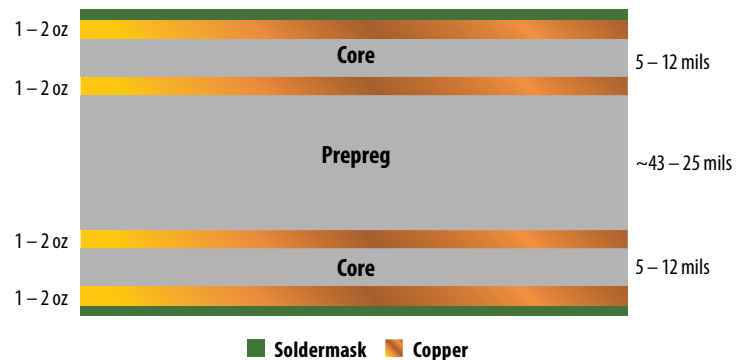 1 – 2 oz
Core
5 – 12 mils
1 – 2 oz
Prepreg
~43 – 25 mils
1 – 2 oz
Core
5 – 12 mils
1 – 2 oz
Soldermask Copper